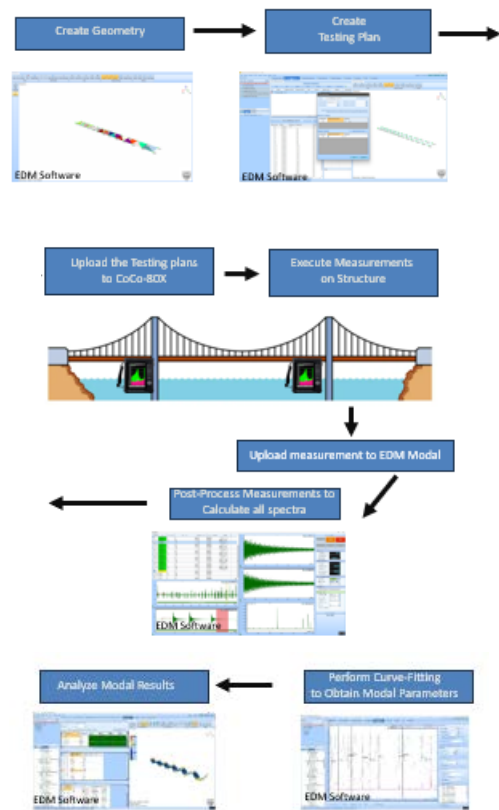 Create Geometry
Create
Testing Plan
EDM Software
EDM Software
Upload the Testing plans
to CoCo-80X
Execute Measurements
on Structure
Upload measurement to EDM Modal
Post-Process Measurements to
Calculate all spectra
EDM Software
Analyze Modal Results
Perform Curve-Fitting
to Obtain Modal Parameters
EDM Software
EDM Software